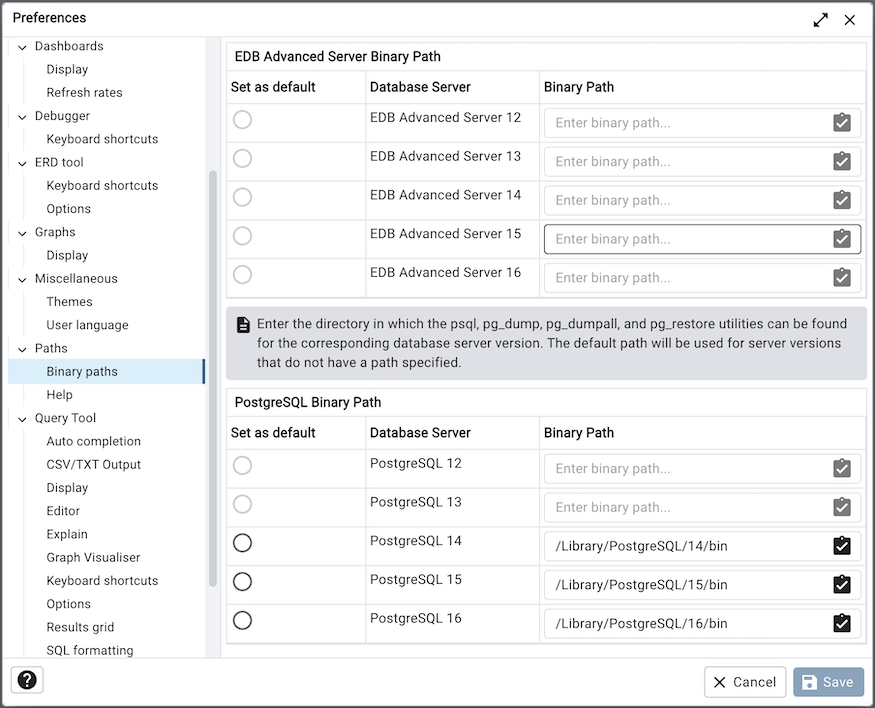 Preferences
Dashboards
Display
Refresh rates
Debugger
Keyboard shortcuts
ERD tool
Keyboard shortcuts
Options
Graphs
Display
Miscellaneous
Themes
User language
Paths
Binary paths
Help
Query Tool
Auto completion
CSV/TXT Output
Display
Editor
Explain
Graph Visualiser
Keyboard shortcuts
Options
Results grid
SQL formatting
EDB Advanced Server Binary Path
Set as default Database Server Binary Path
EDB Advanced Server 12 Enter binary path...
EDB Advanced Server 13 Enter binary path...
EDB Advanced Server 14 Enter binary path...
EDB Advanced Server 15 Enter binary path...
EDB Advanced Server 16 Enter binary path...
Enter the directory in which the psql, pg_dump, pg_dumpall, and pg_restore utilities can be found
for the corresponding database server version. The default path will be used for server versions
that do not have a path specified.
PostgreSQL Binary Path
Set as default Database Server Binary Path
PostgreSQL 12 Enter binary path...
PostgreSQL 13 Enter binary path...
PostgreSQL 14 /Library/PostgreSQL/14/bin
PostgreSQL 15 /Library/PostgreSQL/15/bin
PostgreSQL 16 /Library/PostgreSQL/16/bin
? Cancel Save